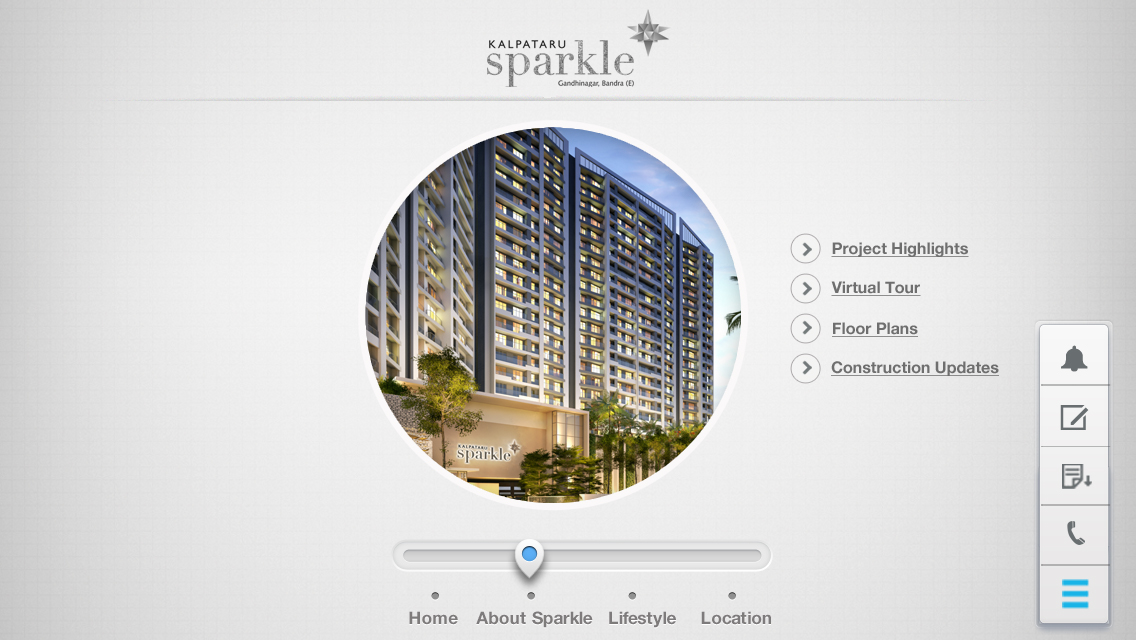 KALPATARU
sparkle
Gandhinagar, Bandra (E)
Project Highlights
Virtual Tour
Floor Plans
Construction Updates
KALPATARU
sparkle
Home
About Sparkle
Lifestyle
Location